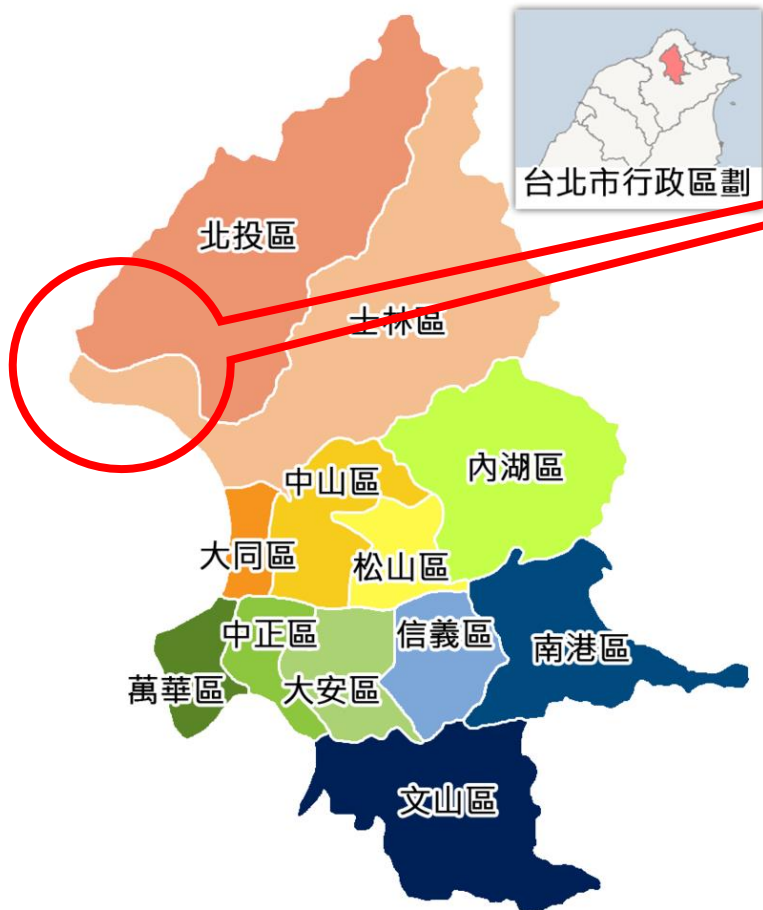 台北市行政區劃
北投區
士林區
內湖區
中山區
大同區
松山區
中正區
信義區
南港區
萬華區
大安區
文山區